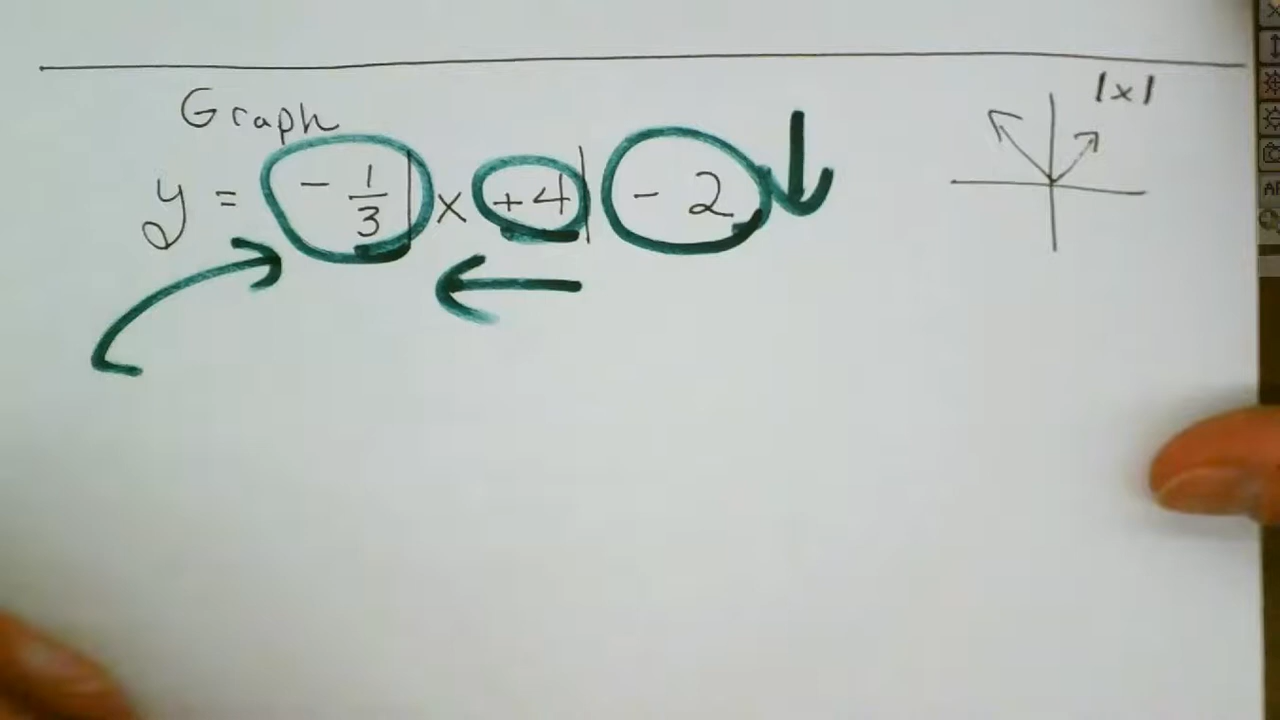 Graph
|x|
y = - 1/3 |x + 4| - 2